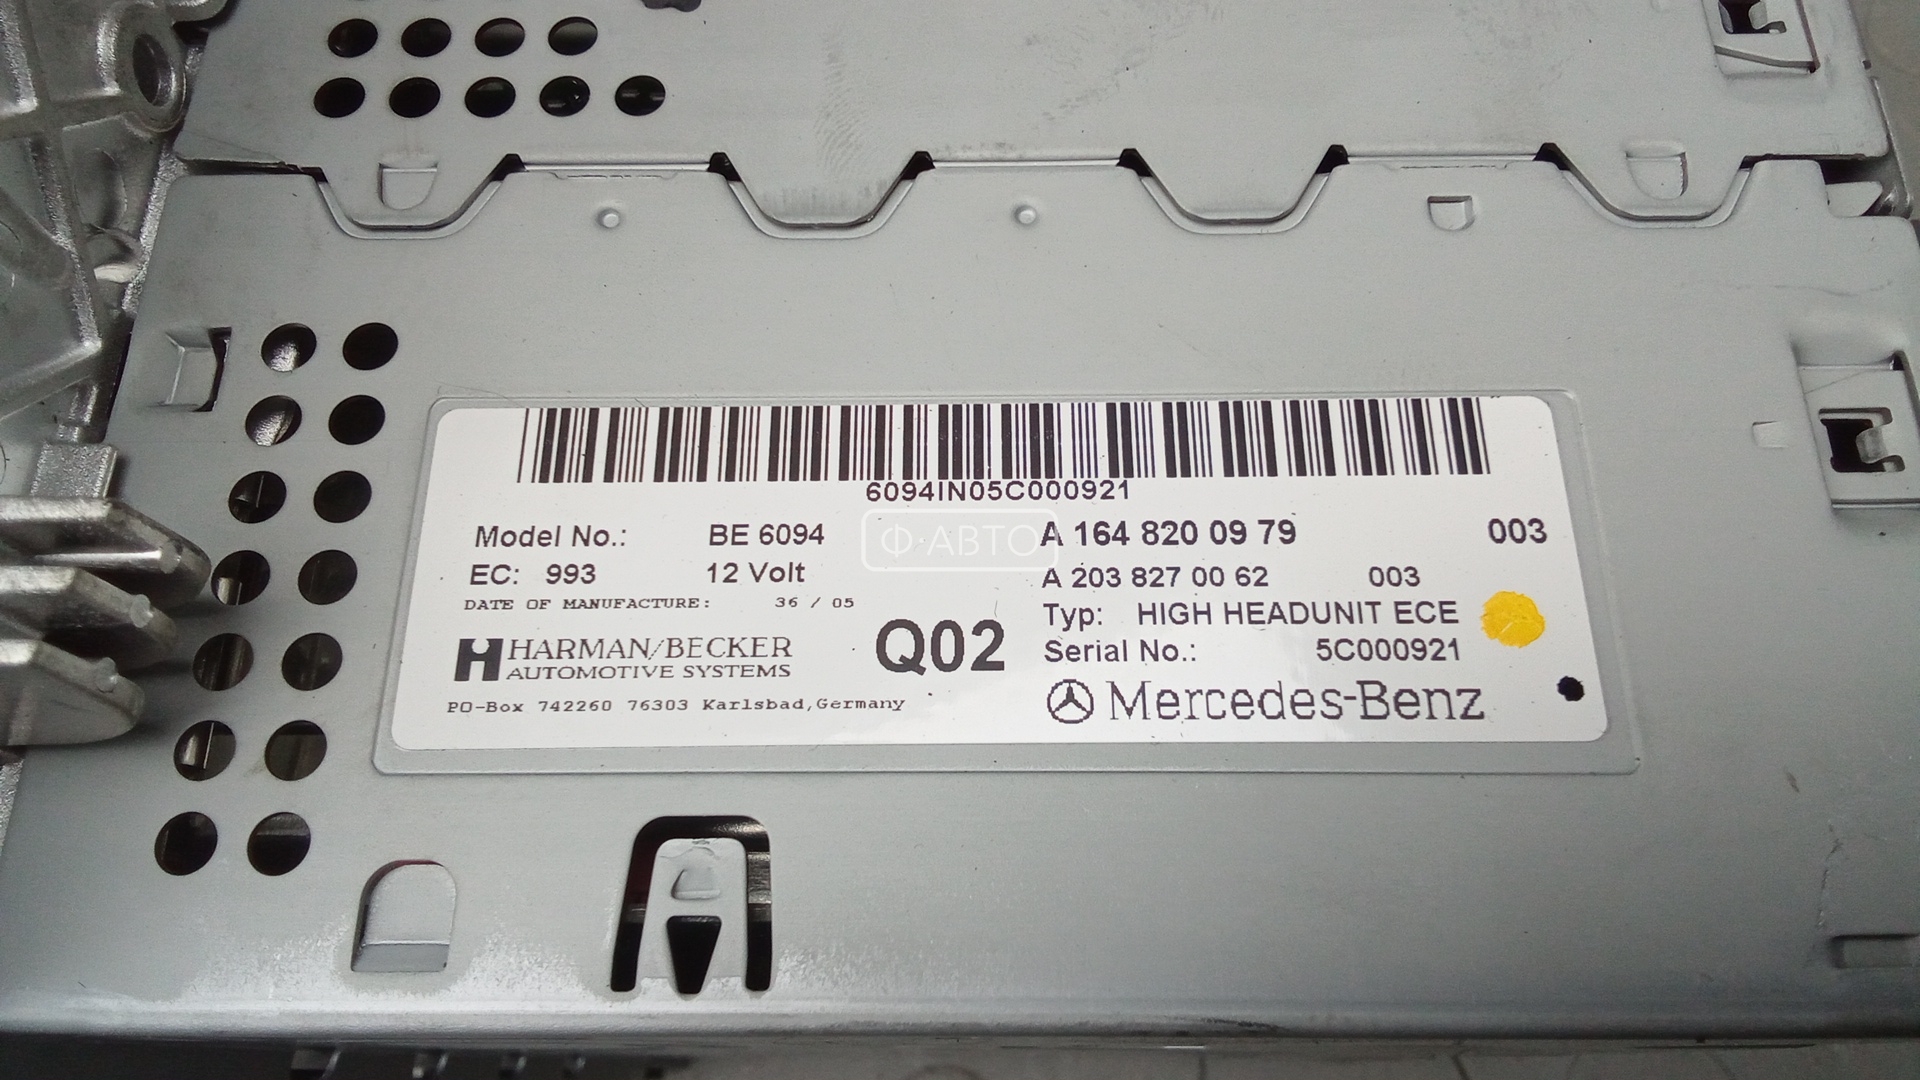 6094IN05C000921
Model No.: BE 6094
EC: 993 12 Volt
DATE OF MANUFACTURE: 36 / 05
HARMAN/BECKER
AUTOMOTIVE SYSTEMS
PO-Box 742260 76303 Karlsbad,Germany
Q02
Ф·АВТО
A 164 820 09 79 003
A 203 827 00 62 003
Typ: HIGH HEADUNIT ECE
Serial No.: 5C000921
Mercedes-Benz